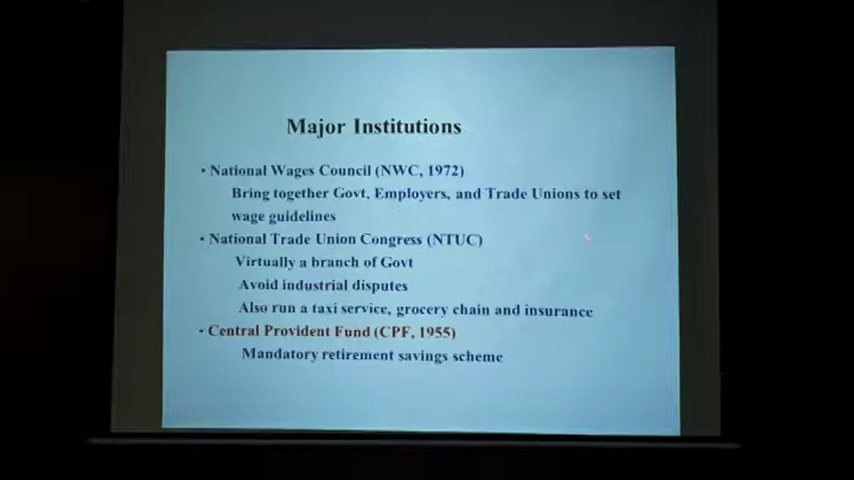 Major Institutions
• National Wages Council (NWC, 1972)
Bring together Govt, Employers, and Trade Unions to set
wage guidelines
• National Trade Union Congress (NTUC)
Virtually a branch of Govt
Avoid industrial disputes
Also run a taxi service, grocery chain and insurance
• Central Provident Fund (CPF, 1955)
Mandatory retirement savings scheme